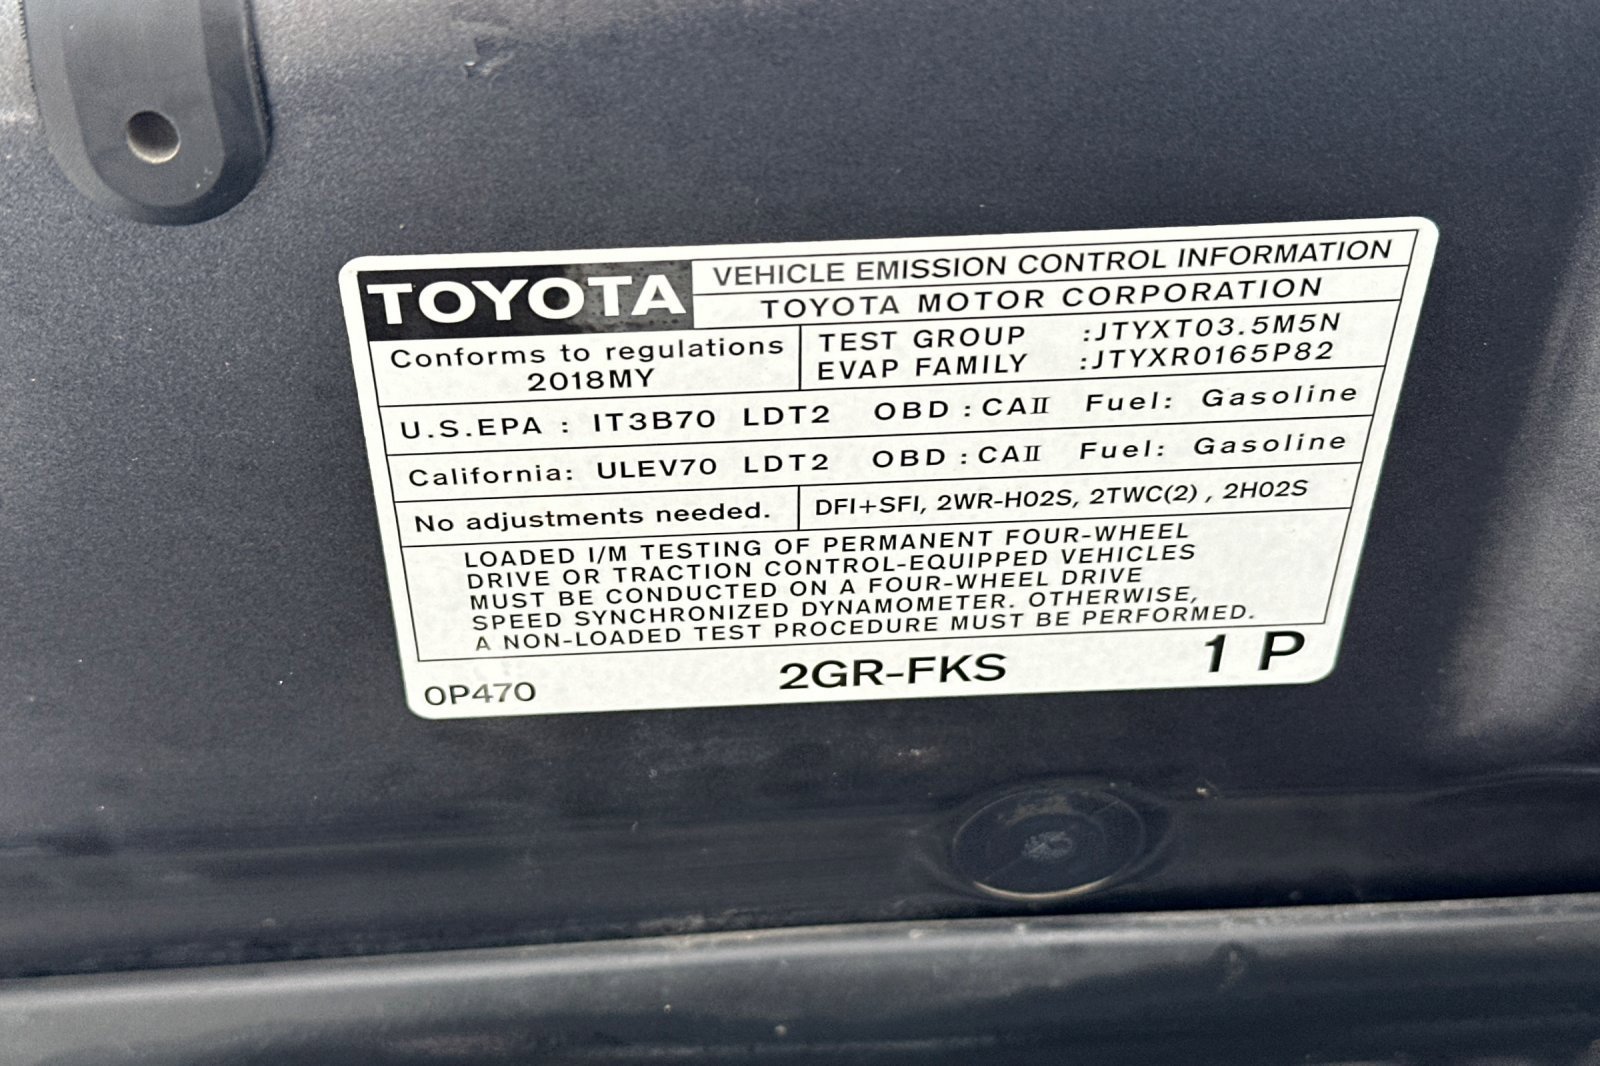 TOYOTA
VEHICLE EMISSION CONTROL INFORMATION
TOYOTA MOTOR CORPORATION
Conforms to regulations
2018MY
TEST GROUP :JTYXT03.5M5N
EVAP FAMILY :JTYXR0165P82
U.S.EPA : IT3B70 LDT2 OBD : CAII Fuel: Gasoline
California: ULEV70 LDT2 OBD : CAII Fuel: Gasoline
No adjustments needed.
DFI+SFI, 2WR-HO2S, 2TWC(2) , 2HO2S
LOADED I/M TESTING OF PERMANENT FOUR-WHEEL
DRIVE OR TRACTION CONTROL-EQUIPPED VEHICLES
MUST BE CONDUCTED ON A FOUR-WHEEL DRIVE
SPEED SYNCHRONIZED DYNAMOMETER. OTHERWISE,
A NON-LOADED TEST PROCEDURE MUST BE PERFORMED.
0P470
2GR-FKS
1 P